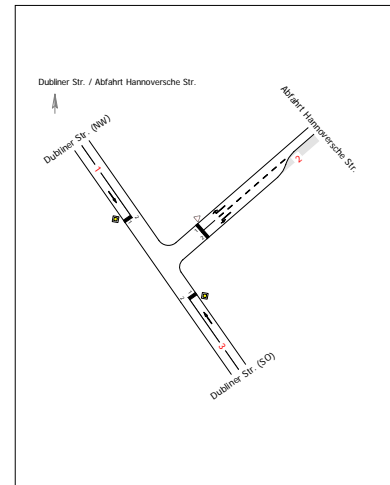 Dubliner Str. / Abfahrt Hannoversche Str.
Dubliner Str. (NW)
Abfahrt Hannoversche Str.
1
2
3
Dubliner Str. (SO)